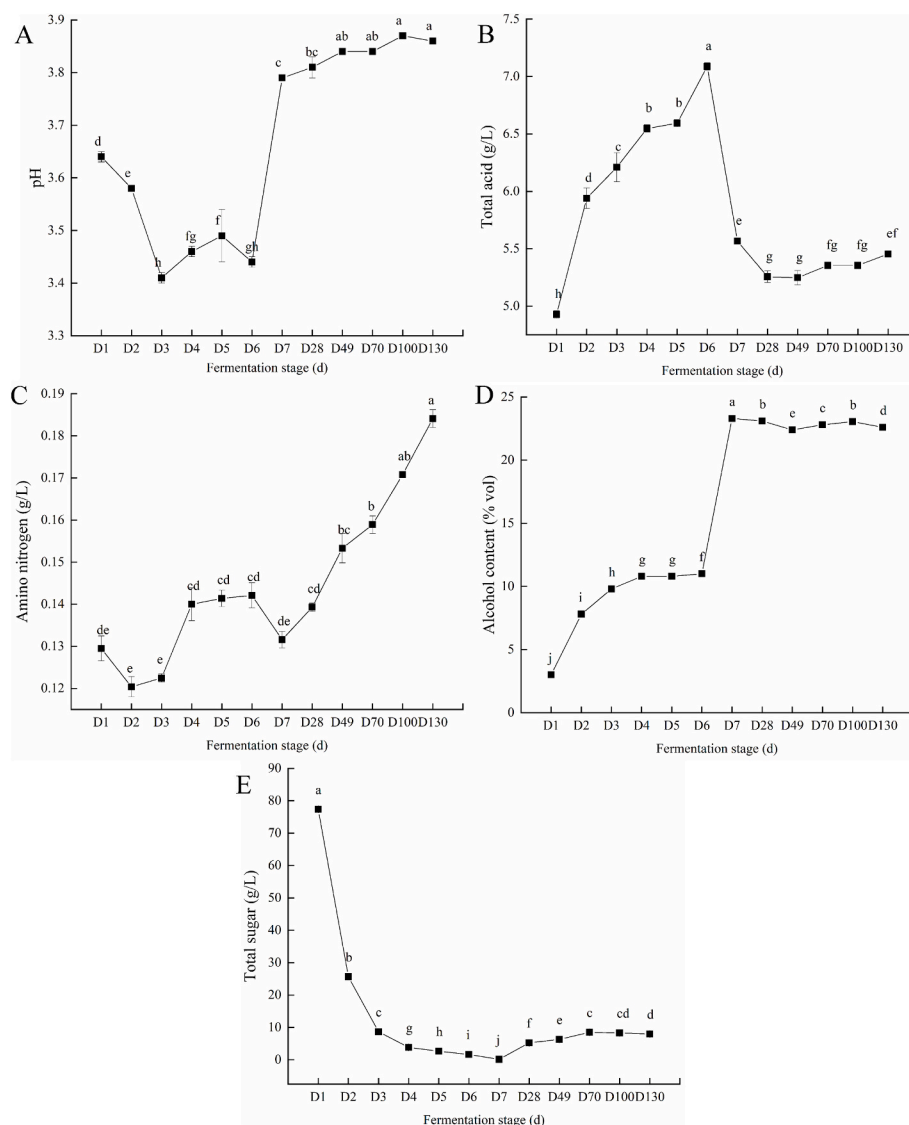 A
pH
3.9
3.8
3.7
3.6
3.5
3.4
3.3
d
e
h
fg
f
gh
c
bc
ab
ab
a
ab
D1 D2 D3 D4 D5 D6 D7 D28 D49 D70 D100 D130
Fermentation stage (d)
B
Total acid (g/L)
7.5
7.0
6.5
6.0
5.5
5.0
h
d
c
b
b
a
e
g
g
fg
fg
ef
D1 D2 D3 D4 D5 D6 D7 D28 D49 D70 D100 D130
Fermentation stage (d)
C
Amino nitrogen (g/L)
0.19
0.18
0.17
0.16
0.15
0.14
0.13
0.12
de
e
e
cd
cd
cd
de
cd
bc
b
ab
a
D1 D2 D3 D4 D5 D6 D7 D28 D49 D70 D100 D130
Fermentation stage (d)
D
Alcohol content (% vol)
25
20
15
10
5
0
j
i
h
g
g
f
a
b
e
c
b
d
D1 D2 D3 D4 D5 D6 D7 D28 D49 D70 D100 D130
Fermentation stage (d)
E
Total sugar (g/L)
90
80
70
60
50
40
30
20
10
0
a
b
c
g
h
i
j
f
e
c
cd
d
D1 D2 D3 D4 D5 D6 D7 D28 D49 D70 D100 D130
Fermentation stage (d)